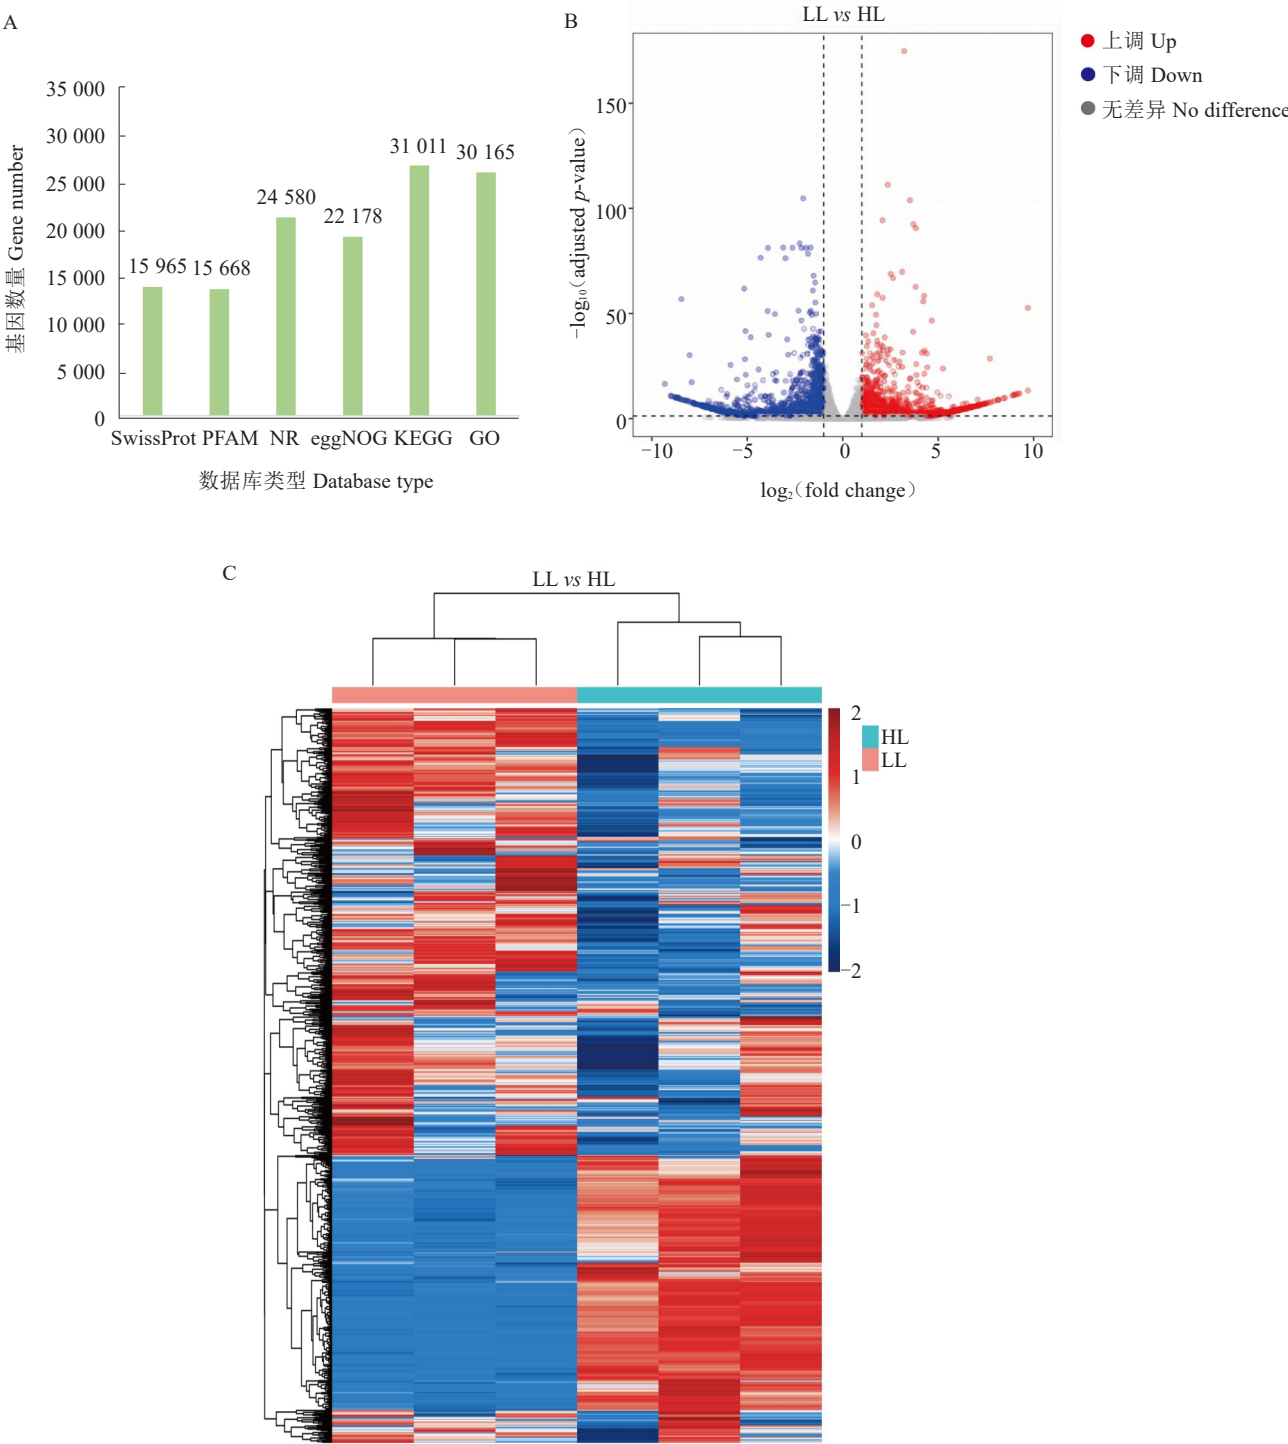 A
35 000
30 000
25 000
20 000
15 000
10 000
5 000
0
基因数量 Gene number
15 965
15 668
24 580
22 178
31 011
30 165
SwissProt PFAM NR eggNOG KEGG GO
数据库类型 Database type
B
LL vs HL
150
100
50
0
−log₁₀(adjusted p-value)
−10 −5 0 5 10
log₂(fold change)
上调 Up
下调 Down
无差异 No difference
C
LL vs HL
2
1
0
−1
−2
HL
LL